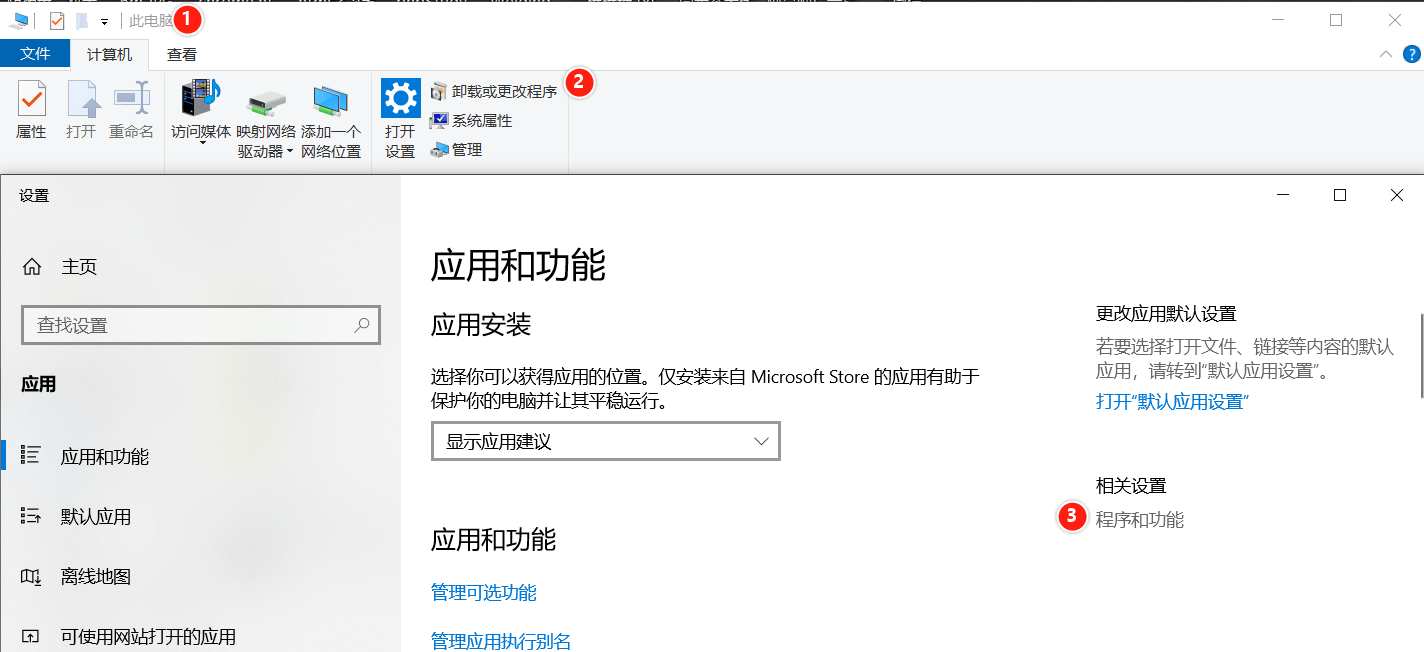 此电脑
1
文件
计算机
查看
?
属性
打开
重命名
访问媒体
映射网络
驱动器
添加一个
网络位置
打开
设置
卸载或更改程序
2
系统属性
管理
设置
主页
查找设置
应用
应用和功能
默认应用
离线地图
可使用网站打开的应用
应用和功能
应用安装
选择你可以获得应用的位置。仅安装来自 Microsoft Store 的应用有助于
保护你的电脑并让其平稳运行。
显示应用建议
应用和功能
管理可选功能
管理应用执行别名
更改应用默认设置
若要选择打开文件、链接等内容的默认
应用，请转到“默认应用设置”。
打开“默认应用设置”
相关设置
3
程序和功能